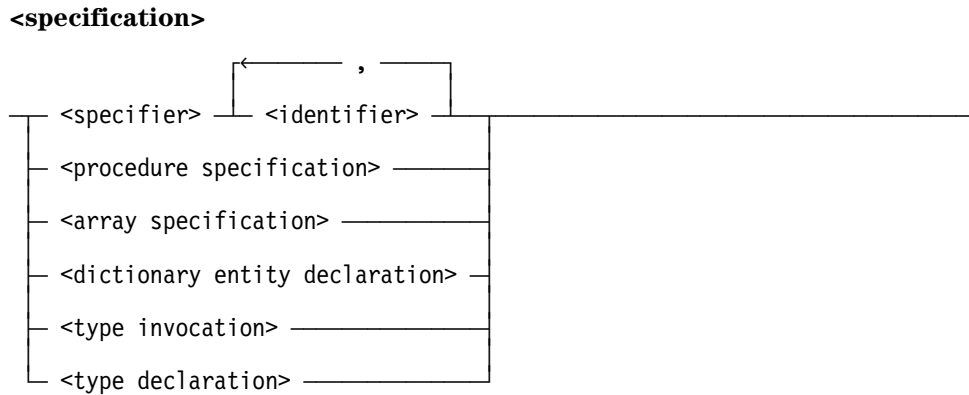 <specification>
,
<specifier> <identifier>
<procedure specification>
<array specification>
<dictionary entity declaration>
<type invocation>
<type declaration>